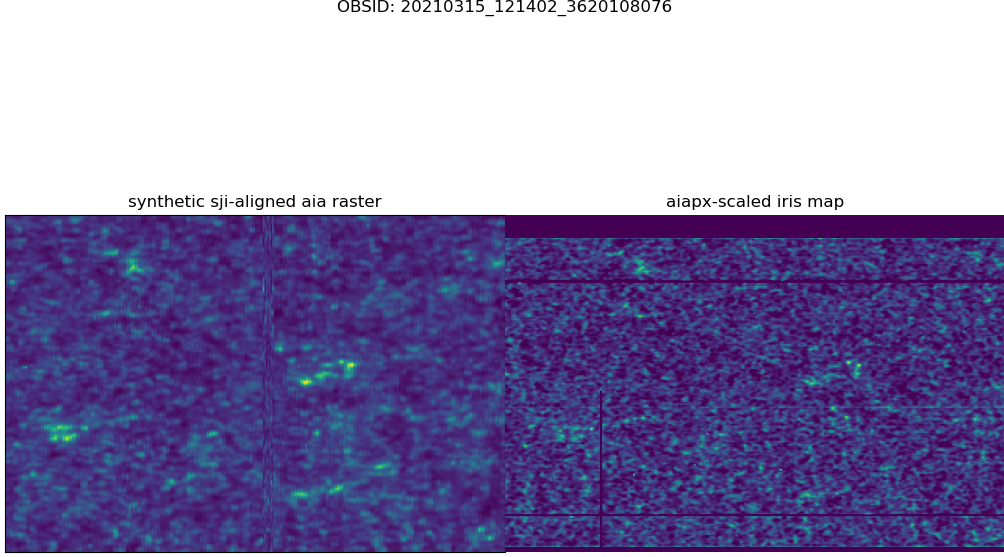 OBSID: 20210315_121402_3620108076
synthetic sji-aligned aia raster
aiapx-scaled iris map